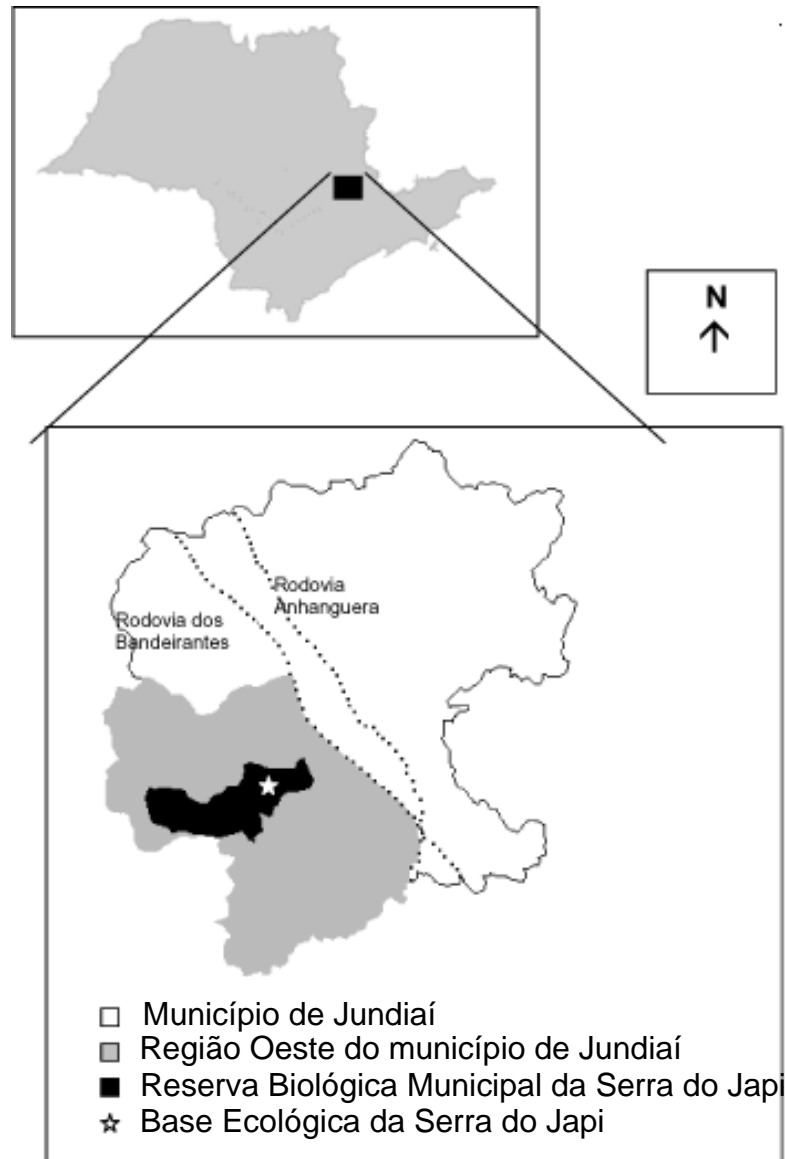 N
Rodovia
Anhanguera
Rodovia dos
Bandeirantes
Município de Jundiaí
Região Oeste do município de Jundiaí
Reserva Biológica Municipal da Serra do Japi
Base Ecológica da Serra do Japi